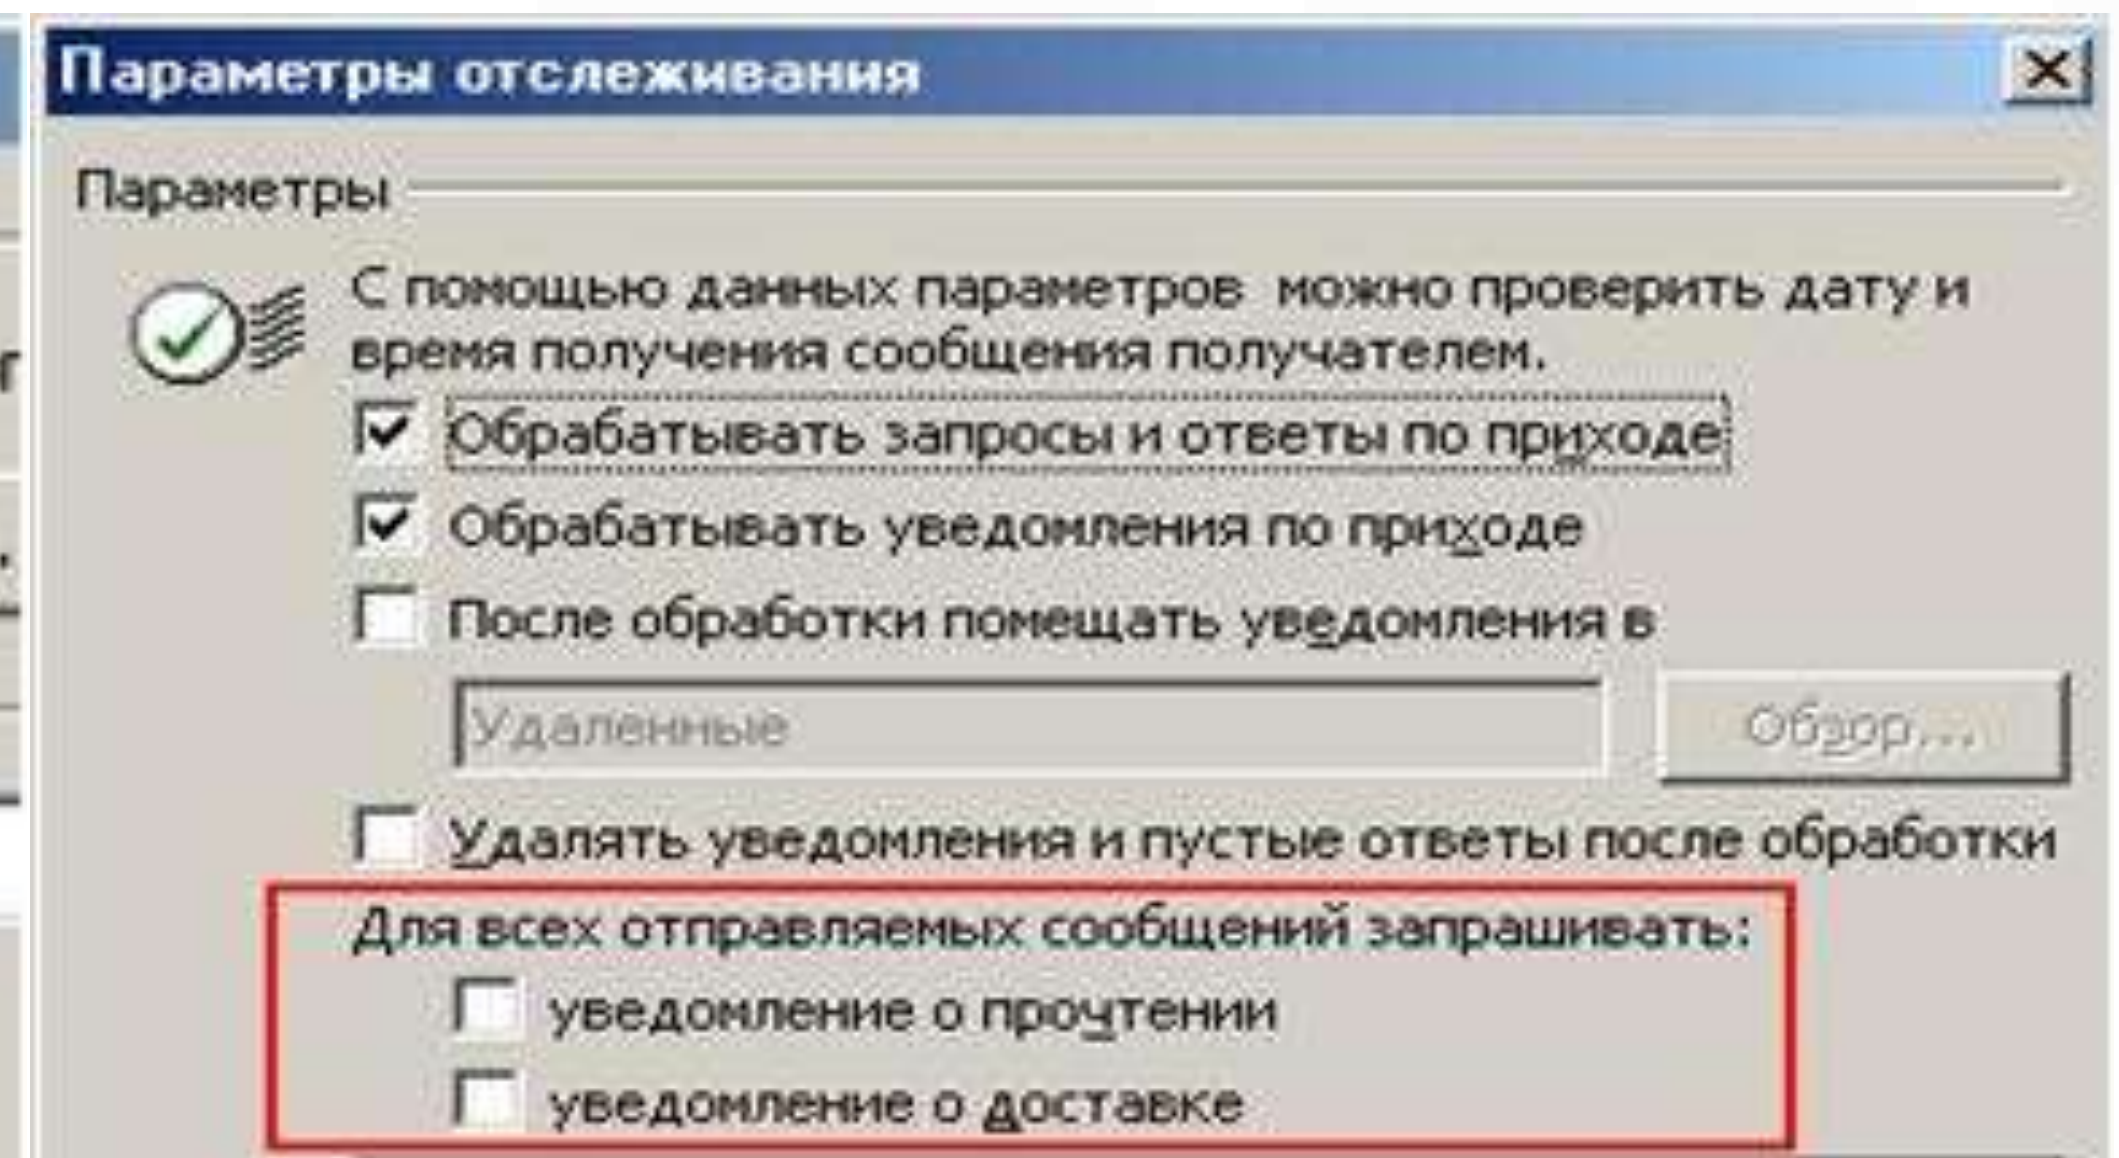 Параметры отслеживания
Параметры
С помощью данных параметров можно проверить дату и
время получения сообщения получателем.
Обрабатывать запросы и ответы по приходе
Обрабатывать уведомления по приходе
После обработки помещать уведомления в
Удаленные
Обзор...
Удалять уведомления и пустые ответы после обработки
Для всех отправляемых сообщений запрашивать:
уведомление о прочтении
уведомление о доставке